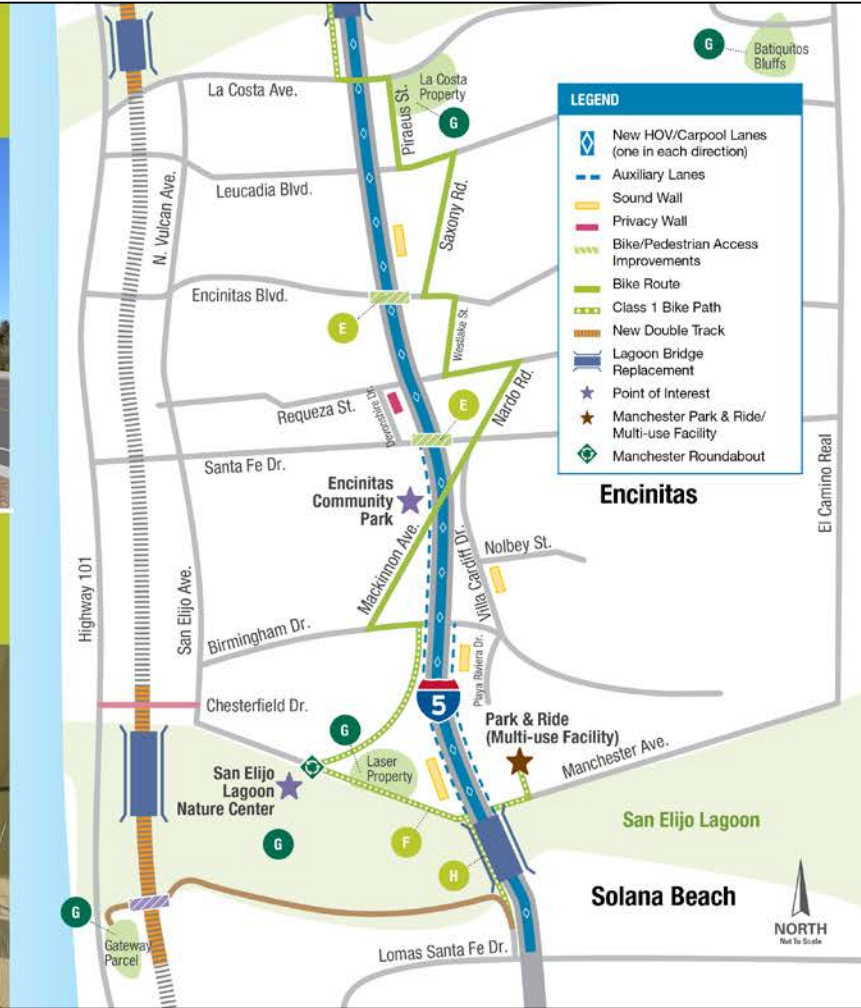 G
Batiquitos
Bluffs
La Costa Ave.
Piraeus St.
La Costa
Property
G
LEGEND
New HOV/Carpool Lanes
(one in each direction)
Auxiliary Lanes
Sound Wall
Privacy Wall
Bike/Pedestrian Access
Improvements
Bike Route
Class 1 Bike Path
New Double Track
Lagoon Bridge
Replacement
Point of Interest
Manchester Park & Ride/
Multi-use Facility
Manchester Roundabout
N. Vulcan Ave.
Leucadia Blvd.
Saxony Rd.
Encinitas Blvd.
E
Westlake St.
Requeza St.
Devonshire Dr.
E
Nardo Rd.
Santa Fe Dr.
Encinitas
Community
Park
Encinitas
El Camino Real
Highway 101
San Elijo Ave.
Mackinnon Ave.
Villa Cardiff Dr.
Nolbey St.
Birmingham Dr.
Playa Riviera Dr.
Chesterfield Dr.
5
Park & Ride
(Multi-use Facility)
Manchester Ave.
G
Laser
Property
San Elijo
Lagoon
Nature Center
San Elijo Lagoon
G
F
H
Solana Beach
NORTH
Not To Scale
G
Gateway
Parcel
Lomas Santa Fe Dr.